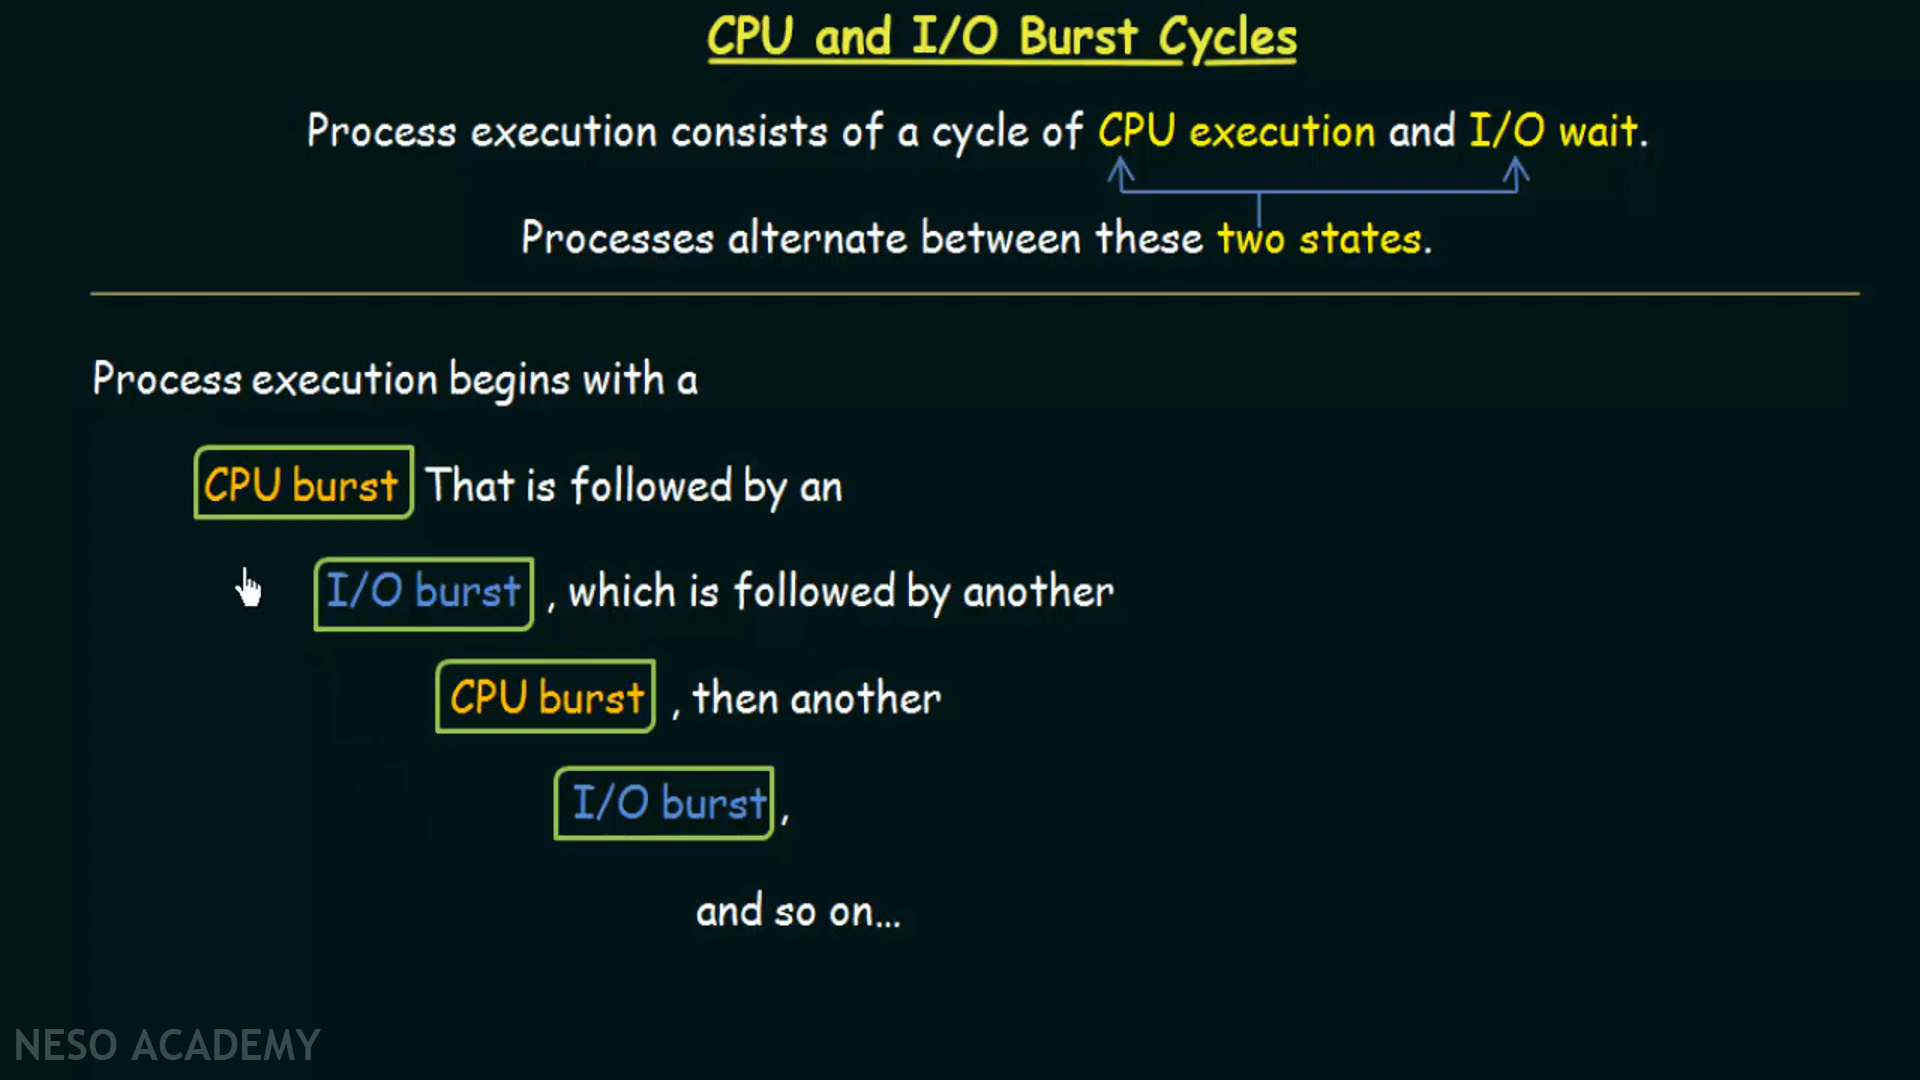 CPU and I/O Burst Cycles
Process execution consists of a cycle of CPU execution and I/O wait.
Processes alternate between these two states.
Process execution begins with a
CPU burst That is followed by an
I/O burst , which is followed by another
CPU burst , then another
I/O burst ,
and so on...
NESO ACADEMY